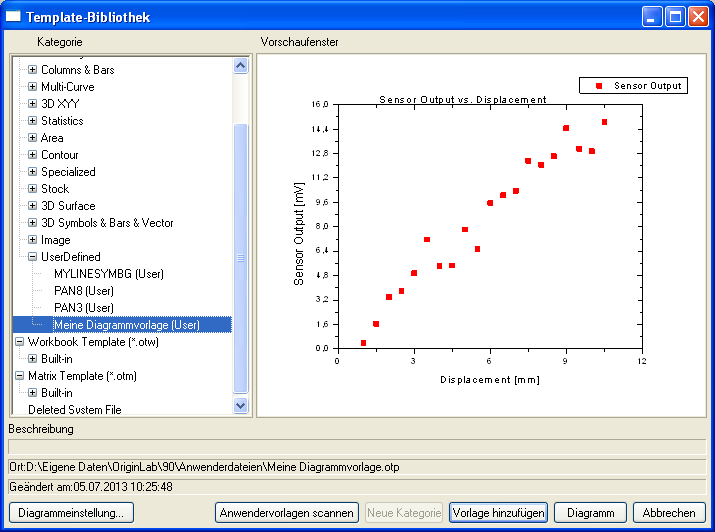 Template-Bibliothek
Kategorie
Vorschaufenster
Columns & Bars
Multi-Curve
3D XYY
Statistics
Area
Contour
Specialized
Stock
3D Surface
3D Symbols & Bars & Vector
Image
UserDefined
MYLINESYMBG (User)
PAN8 (User)
PAN3 (User)
Meine Diagrammvorlage (User)
Workbook Template (*.otw)
Built-in
Matrix Template (*.otm)
Built-in
Deleted System File
Sensor Output
Sensor Output vs. Displacement
16,0
14,4
12,8
11,2
9,6
8,0
6,4
4,8
3,2
1,6
0,0
Sensor Output [mV]
0 3 6 9 12
Displacement [mm]
Beschreibung
Ort:D:\Eigene Daten\OriginLab\90\Anwenderdateien\Meine Diagrammvorlage.otp
Geändert am:05.07.2013 10:25:48
Diagrammeinstellung... Anwendervorlagen scannen Neue Kategorie Vorlage hinzufügen Diagramm Abbrechen